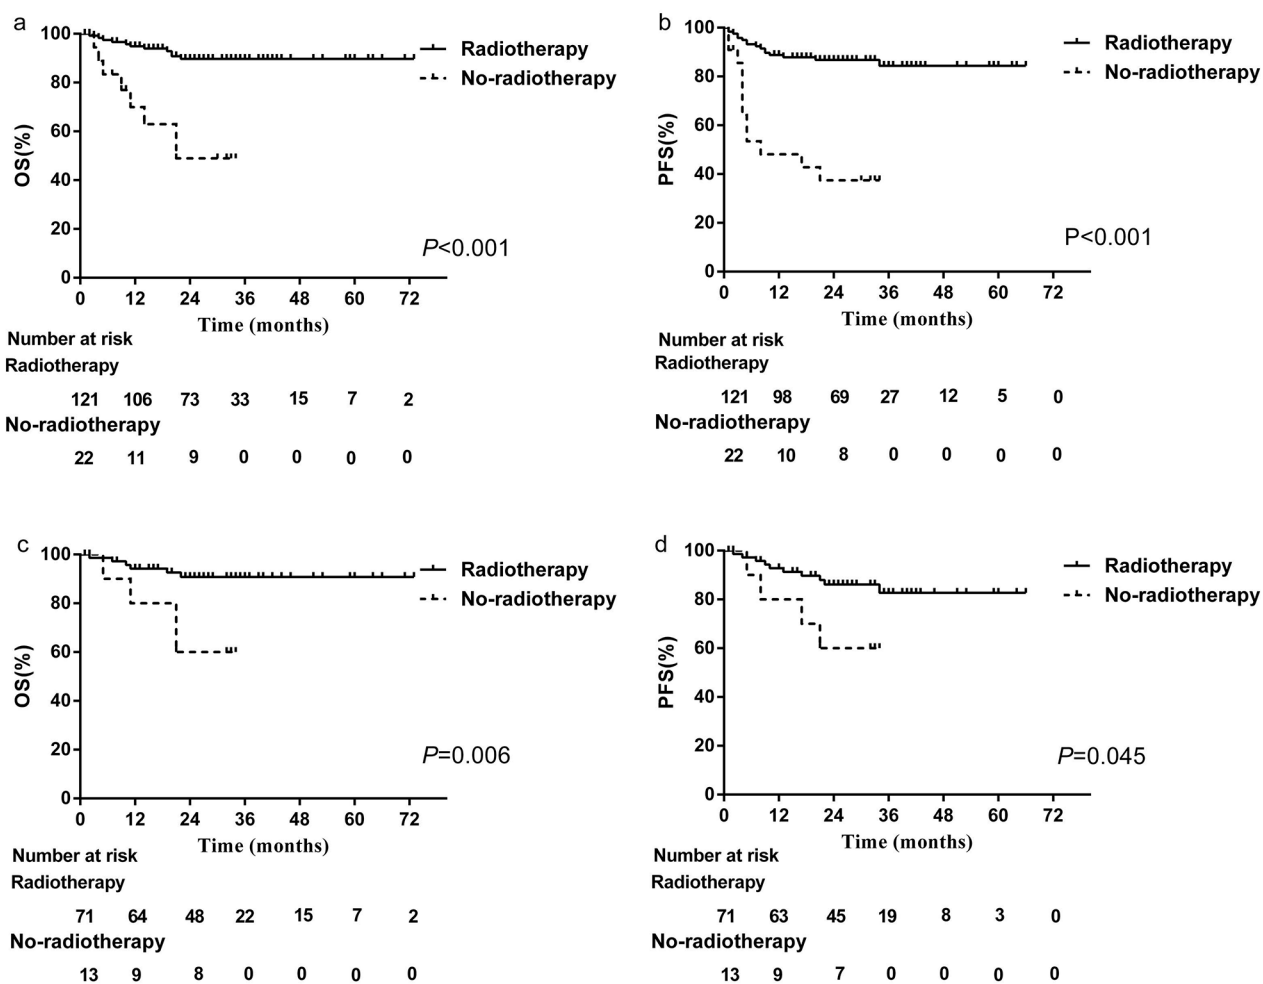 a
100
80
60
40
20
0
OS(%)
0 12 24 36 48 60 72
Time (months)
Radiotherapy
No-radiotherapy
P<0.001
Number at risk
Radiotherapy
121 106 73 33 15 7 2
No-radiotherapy
22 11 9 0 0 0 0
b
100
80
60
40
20
0
PFS(%)
0 12 24 36 48 60 72
Time (months)
Radiotherapy
No-radiotherapy
P<0.001
Number at risk
Radiotherapy
121 98 69 27 12 5 0
No-radiotherapy
22 10 8 0 0 0 0
c
100
80
60
40
20
0
OS(%)
0 12 24 36 48 60 72
Time (months)
Radiotherapy
No-radiotherapy
P=0.006
Number at risk
Radiotherapy
71 64 48 22 15 7 2
No-radiotherapy
13 9 8 0 0 0 0
d
100
80
60
40
20
0
PFS(%)
0 12 24 36 48 60 72
Time (months)
Radiotherapy
No-radiotherapy
P=0.045
Number at risk
Radiotherapy
71 63 45 19 8 3 0
No-radiotherapy
13 9 7 0 0 0 0